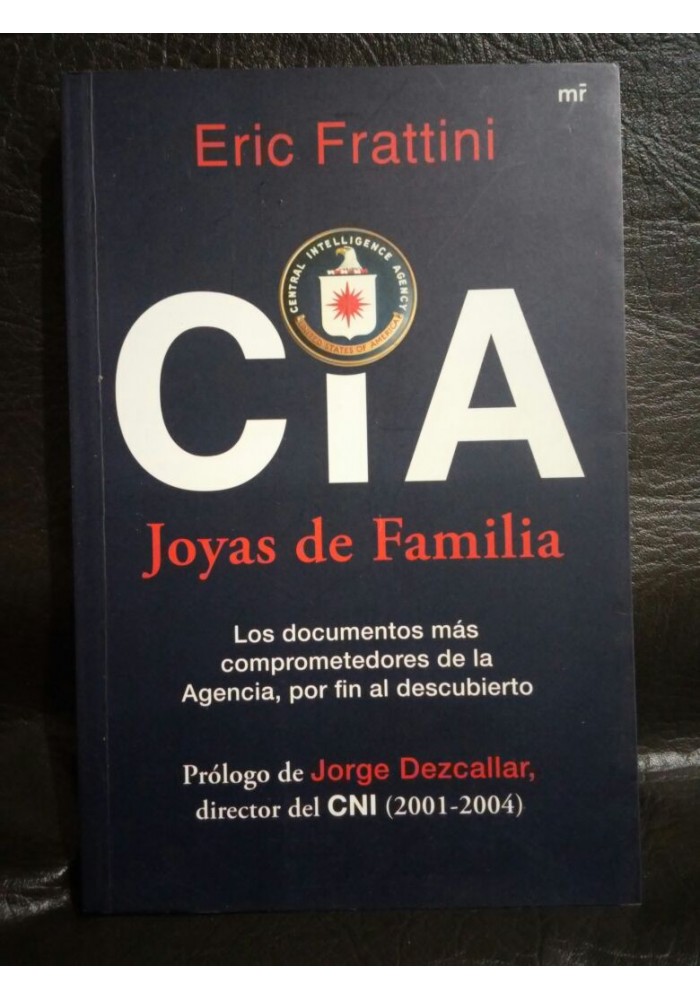 mr̄
Eric Frattini
CENTRAL INTELLIGENCE AGENCY
UNITED STATES OF AMERICA
CiA
Joyas de Familia
Los documentos más
comprometedores de la
Agencia, por fin al descubierto
Prólogo de Jorge Dezcallar,
director del CNI (2001-2004)